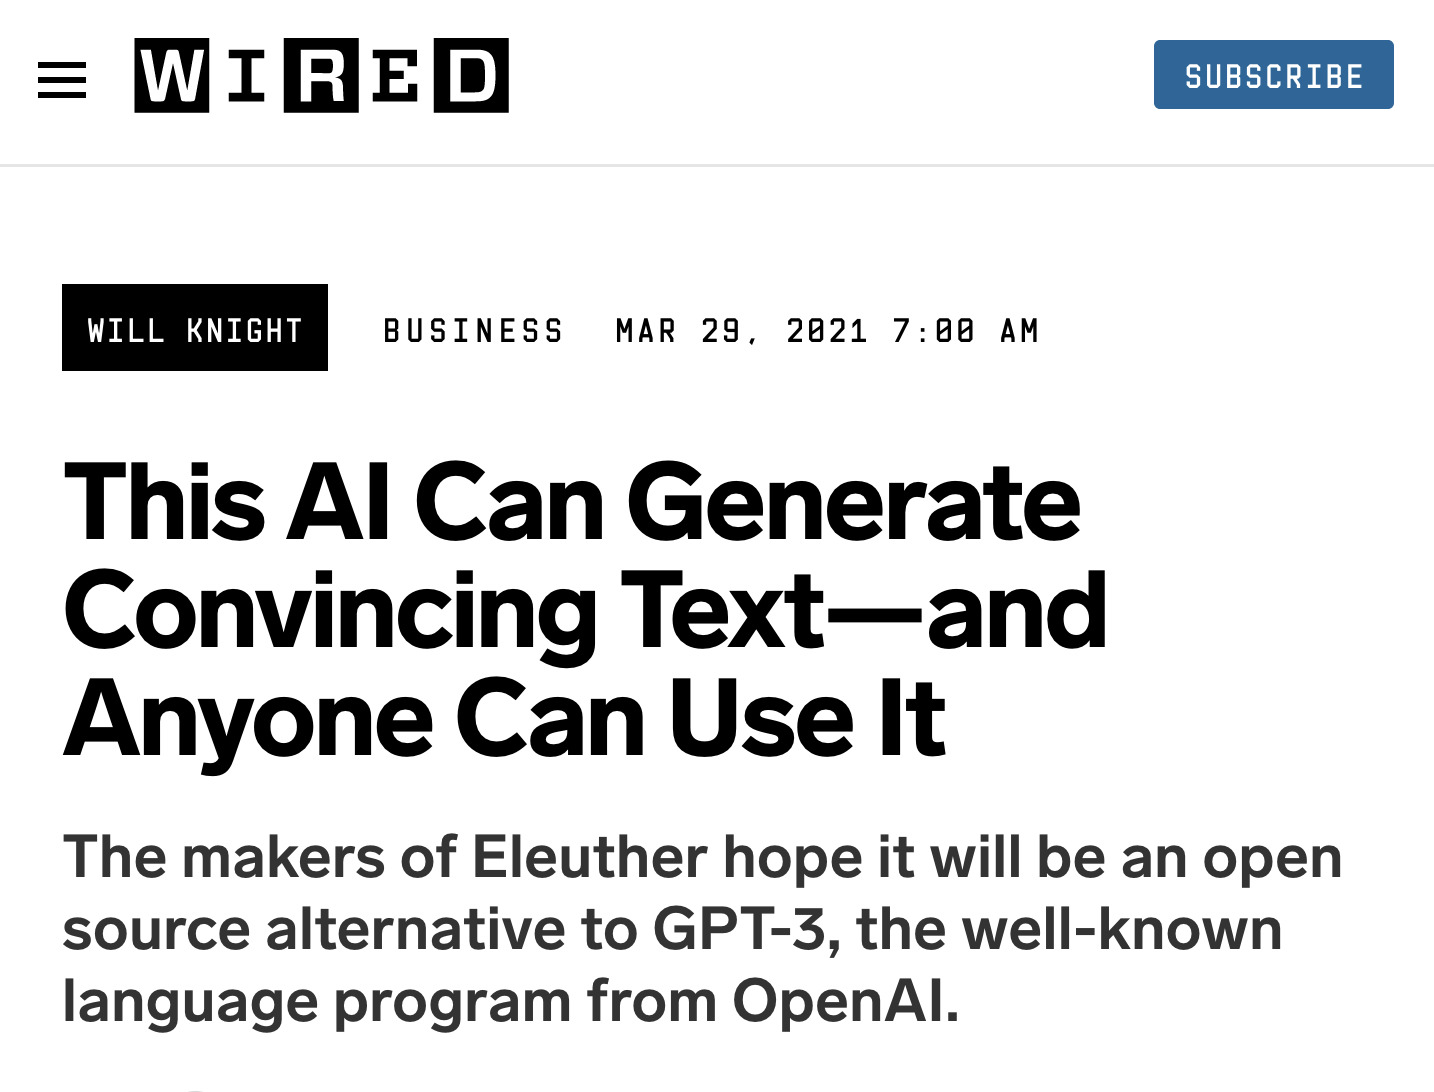 WIRED
SUBSCRIBE
WILL KNIGHT BUSINESS MAR 29, 2021 7:00 AM
This AI Can Generate
Convincing Text—and
Anyone Can Use It
The makers of Eleuther hope it will be an open
source alternative to GPT-3, the well-known
language program from OpenAI.